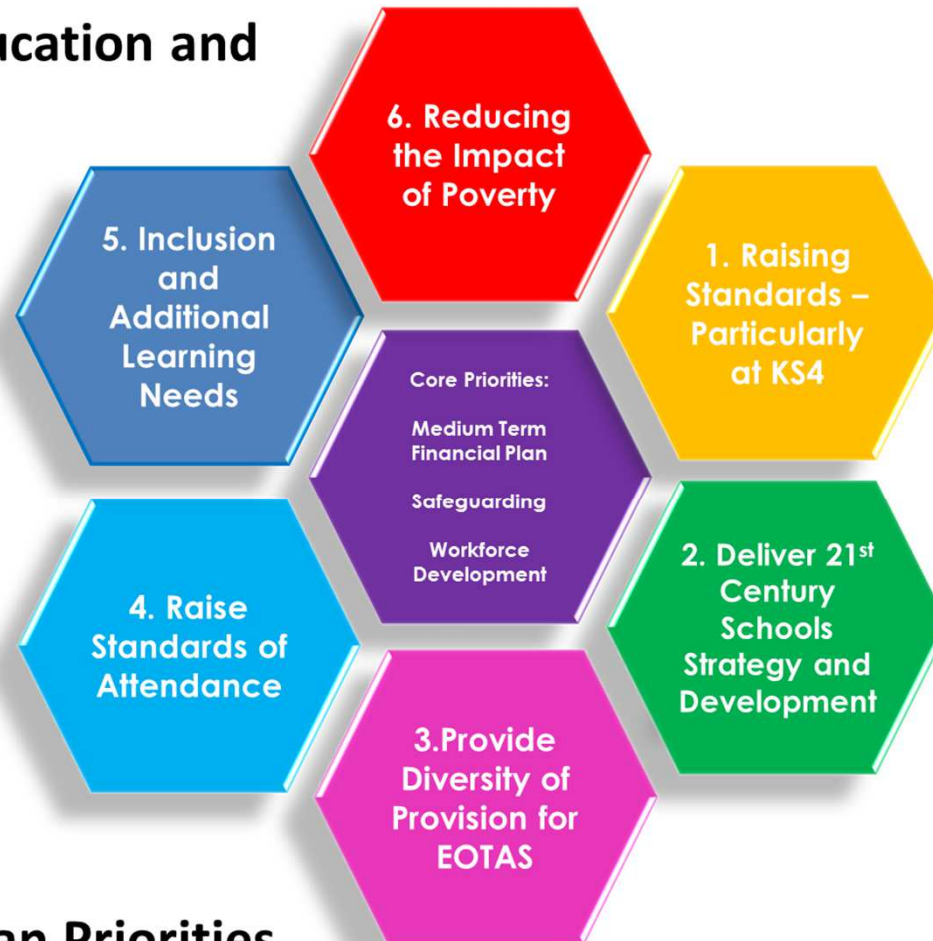 ucation and
6. Reducing
the Impact
of Poverty
5. Inclusion
and
Additional
Learning
Needs
1. Raising
Standards –
Particularly
at KS4
Core Priorities:
Medium Term
Financial Plan
Safeguarding
Workforce
Development
4. Raise
Standards of
Attendance
2. Deliver 21st
Century
Schools
Strategy and
Development
3.Provide
Diversity of
Provision for
EOTAS
an Priorities